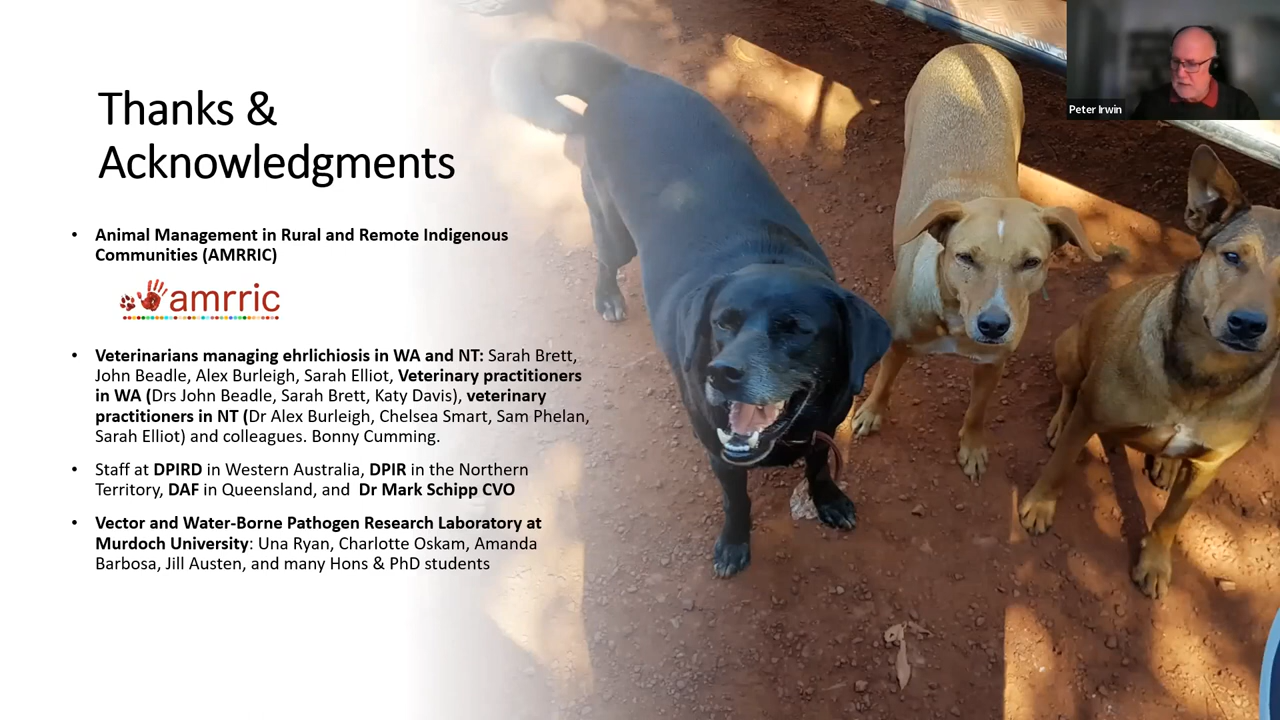 Thanks &
Acknowledgments
• Animal Management in Rural and Remote Indigenous
Communities (AMRRIC)
amrric
• Veterinarians managing ehrlichiosis in WA and NT: Sarah Brett,
John Beadle, Alex Burleigh, Sarah Elliot, Veterinary practitioners
in WA (Drs John Beadle, Sarah Brett, Katy Davis), veterinary
practitioners in NT (Dr Alex Burleigh, Chelsea Smart, Sam Phelan,
Sarah Elliot) and colleagues. Bonny Cumming.
• Staff at DPIRD in Western Australia, DPIR in the Northern
Territory, DAF in Queensland, and Dr Mark Schipp CVO
• Vector and Water-Borne Pathogen Research Laboratory at
Murdoch University: Una Ryan, Charlotte Oskam, Amanda
Barbosa, Jill Austen, and many Hons & PhD students
Peter Irwin